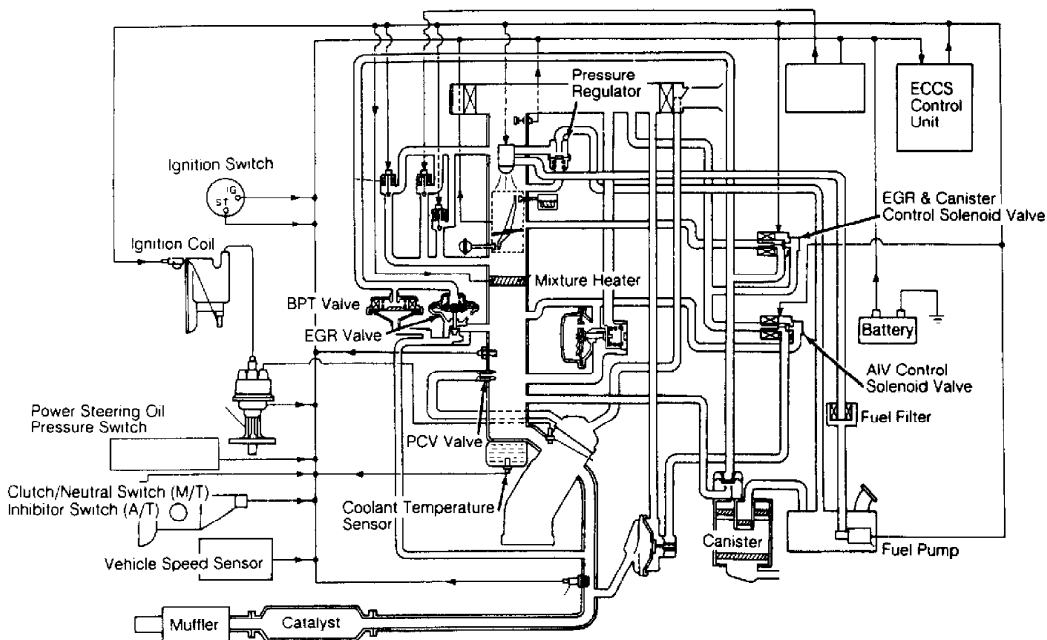 Pressure
Regulator
ECCS
Control
Unit
Ignition Switch
IG
ST
EGR & Canister
Control Solenoid Valve
Ignition Coil
Mixture Heater
BPT Valve
EGR Valve
Battery
AIV Control
Solenoid Valve
Fuel Filter
Power Steering Oil
Pressure Switch
PCV Valve
Clutch/Neutral Switch (M/T)
Inhibitor Switch (A/T)
Coolant Temperature
Sensor
Canister
Fuel Pump
Vehicle Speed Sensor
Muffler
Catalyst